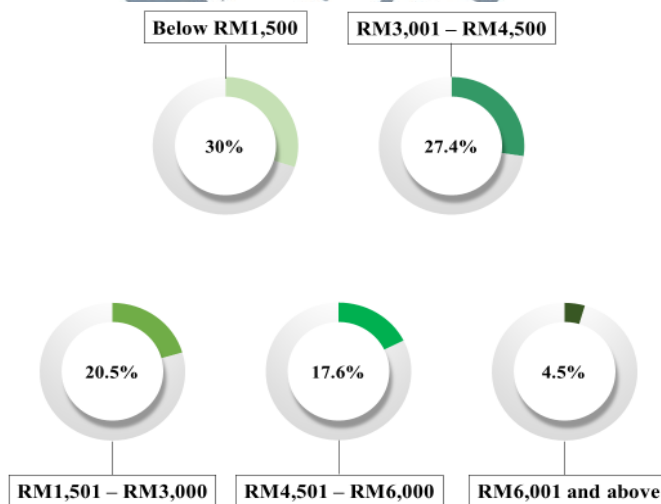 Below RM1,500
RM3,001 – RM4,500
30%
27.4%
20.5%
17.6%
4.5%
RM1,501 – RM3,000
RM4,501 – RM6,000
RM6,001 and above